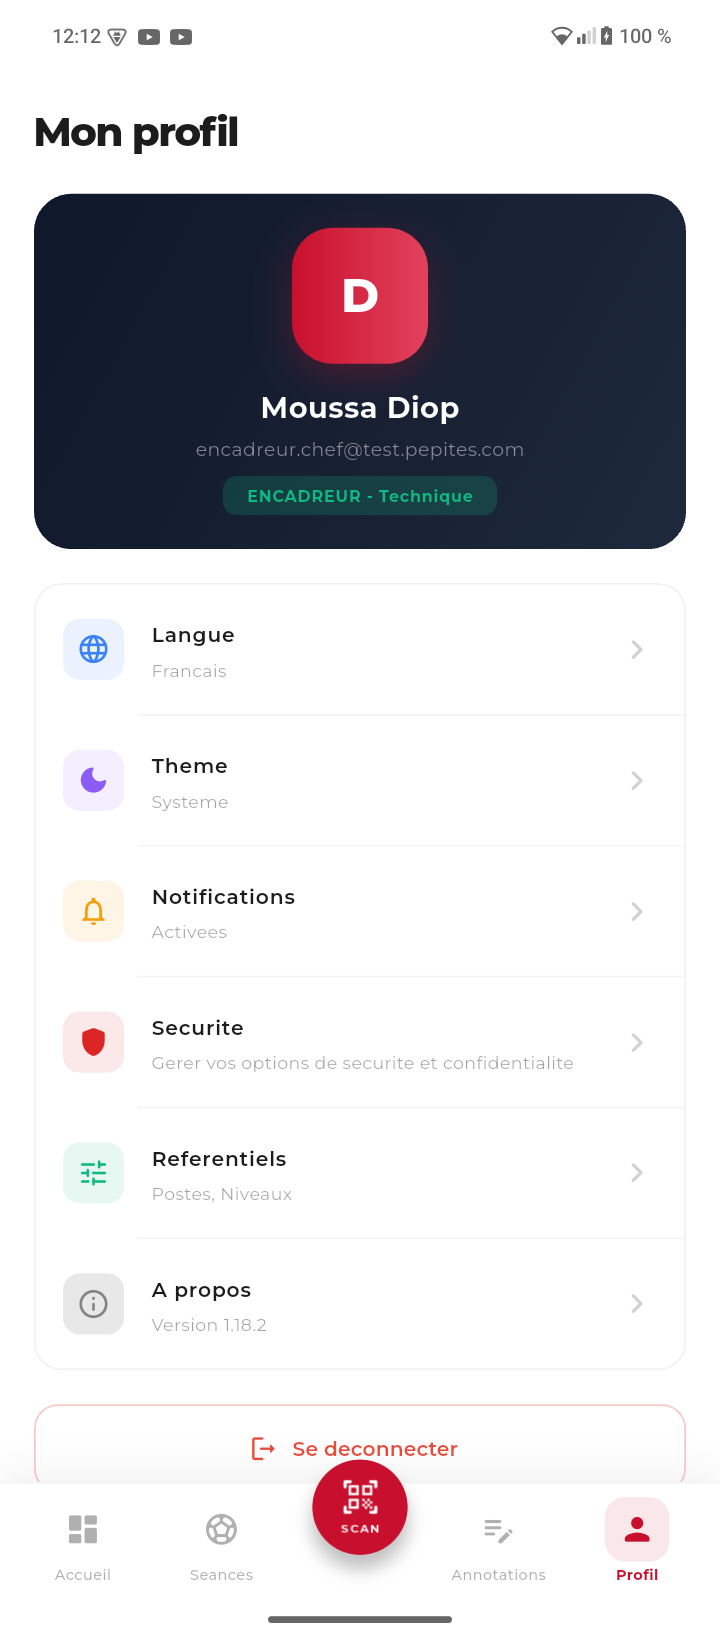 12:12
100 %
Mon profil
D
Moussa Diop
encadreur.chef@test.pepites.com
ENCADREUR - Technique
Langue
Francais
Theme
Systeme
Notifications
Activees
Securite
Gerer vos options de securite et confidentialite
Referentiels
Postes, Niveaux
A propos
Version 1.18.2
Se deconnecter
SCAN
Accueil
Seances
Annotations
Profil